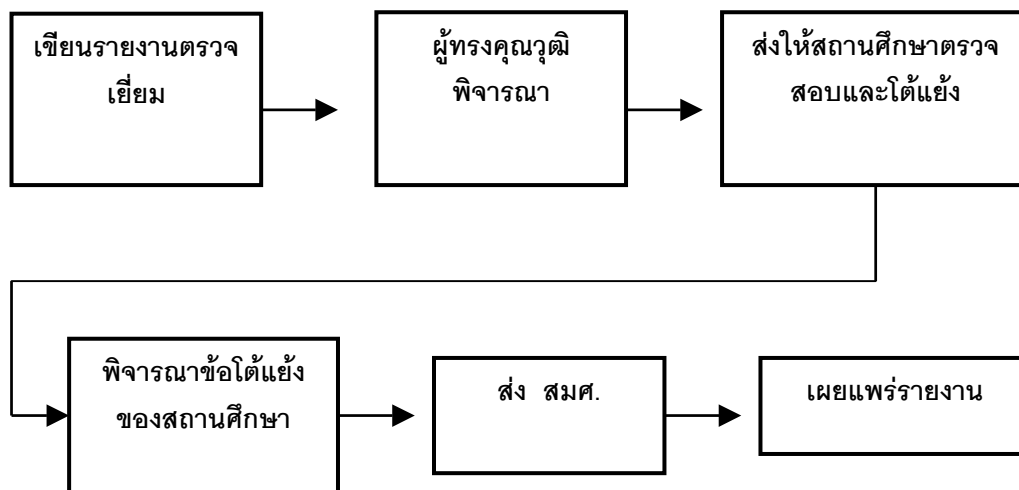 เขียนรายงานตรวจ
เยี่ยม
ผู้ทรงคุณวุฒิ
พิจารณา
ส่งให้สถานศึกษาตรวจ
สอบและโต้แย้ง
พิจารณาข้อโต้แย้ง
ของสถานศึกษา
ส่ง สมศ.
เผยแพร่รายงาน